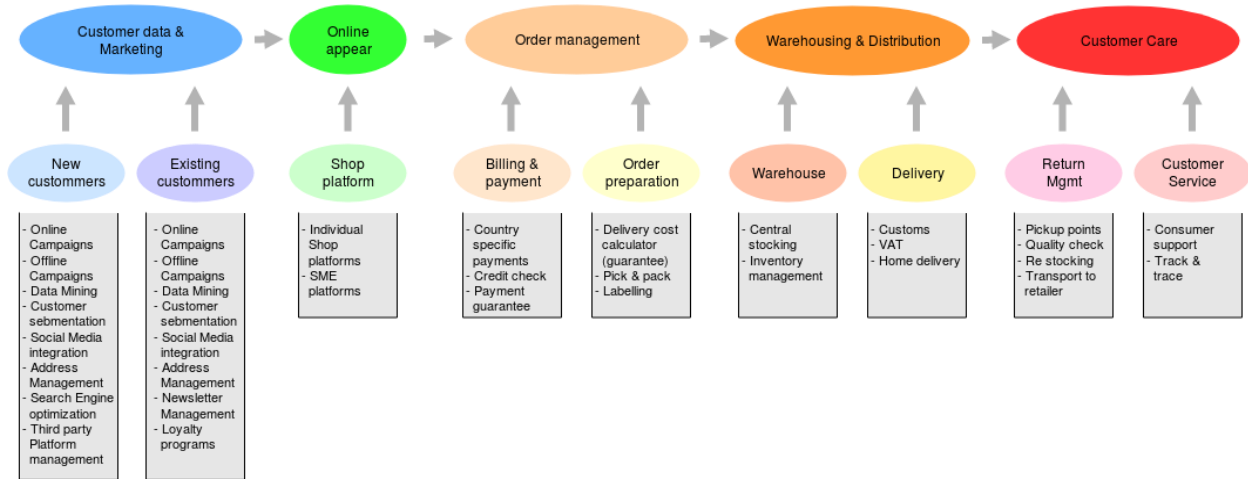 Customer data &
Marketing
Online
appear
Order management
Warehousing & Distribution
Customer Care
New
custommers
Existing
custommers
Shop
platform
Billing &
payment
Order
preparation
Warehouse
Delivery
Return
Mgmt
Customer
Service
- Online
Campaigns
- Offline
Campaigns
- Data Mining
- Customer
sebmentation
- Social Media
integration
- Address
Management
- Search Engine
optimization
- Third party
Platform
management
- Online
Campaigns
- Offline
Campaigns
- Data Mining
- Customer
sebmentation
- Social Media
integration
- Address
Management
- Newsletter
Management
- Loyalty
programs
- Individual
Shop
platforms
- SME
platforms
- Country
specific
payments
- Credit check
- Payment
guarantee
- Delivery cost
calculator
(guarantee)
- Pick & pack
- Labelling
- Central
stocking
- Inventory
management
- Customs
- VAT
- Home delivery
- Pickup points
- Quality check
- Re stocking
- Transport to
retailer
- Consumer
support
- Track &
trace